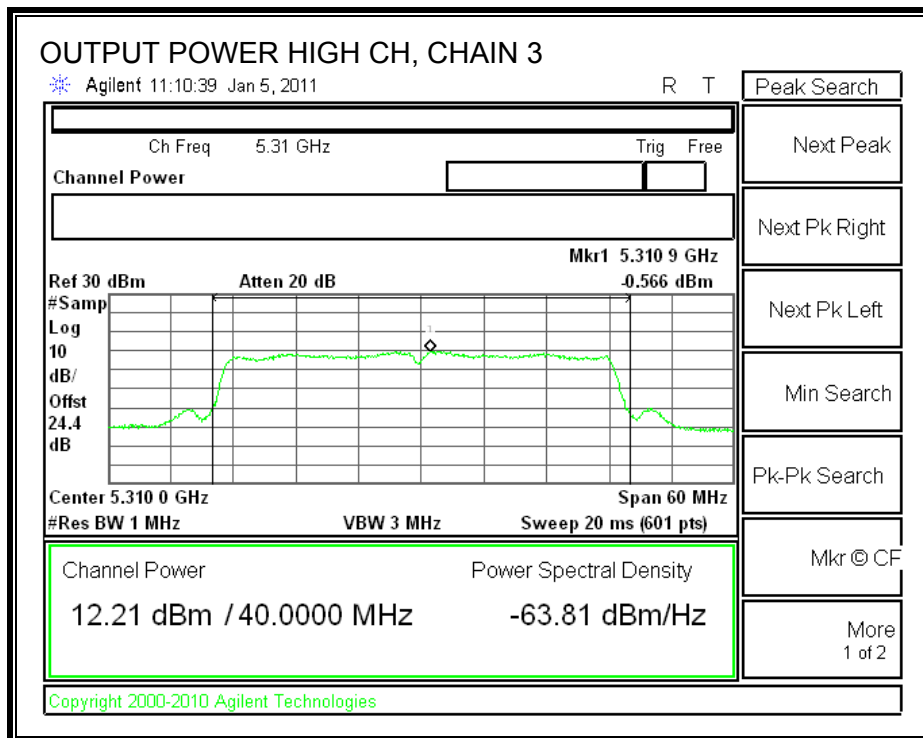 OUTPUT POWER HIGH CH, CHAIN 3
Agilent 11:10:39 Jan 5, 2011 R T
Ch Freq 5.31 GHz Trig Free
Channel Power
Mkr1 5.310 9 GHz
Ref 30 dBm Atten 20 dB -0.566 dBm
#Samp
Log
10
dB/
Offst
24.4
dB
1
Center 5.310 0 GHz Span 60 MHz
#Res BW 1 MHz VBW 3 MHz Sweep 20 ms (601 pts)
Channel Power Power Spectral Density
12.21 dBm / 40.0000 MHz -63.81 dBm/Hz
Copyright 2000-2010 Agilent Technologies
Peak Search
Next Peak
Next Pk Right
Next Pk Left
Min Search
Pk-Pk Search
Mkr © CF
More
1 of 2